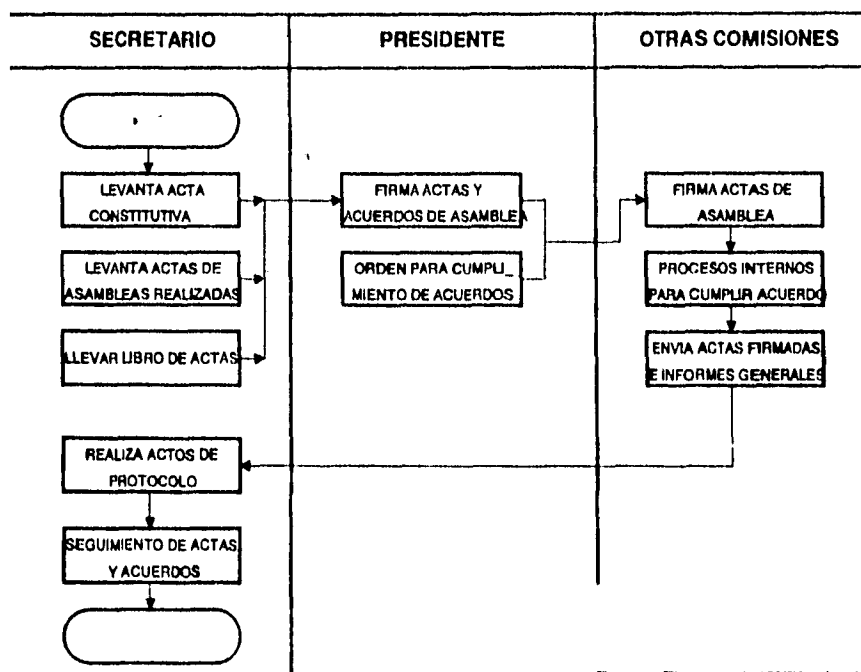 SECRETARIO
PRESIDENTE
OTRAS COMISIONES
LEVANTA ACTA
CONSTITUTIVA
LEVANTA ACTAS DE
ASAMBLEAS REALIZADAS
LLEVAR LIBRO DE ACTAS
REALIZA ACTOS DE
PROTOCOLO
SEGUIMIENTO DE ACTAS
Y ACUERDOS
FIRMA ACTAS Y
ACUERDOS DE ASAMBLEA
ORDEN PARA CUMPLI_
MIENTO DE ACUERDOS
FIRMA ACTAS DE
ASAMBLEA
PROCESOS INTERNOS
PARA CUMPLIR ACUERDO
ENVIA ACTAS FIRMADAS
E INFORMES GENERALES